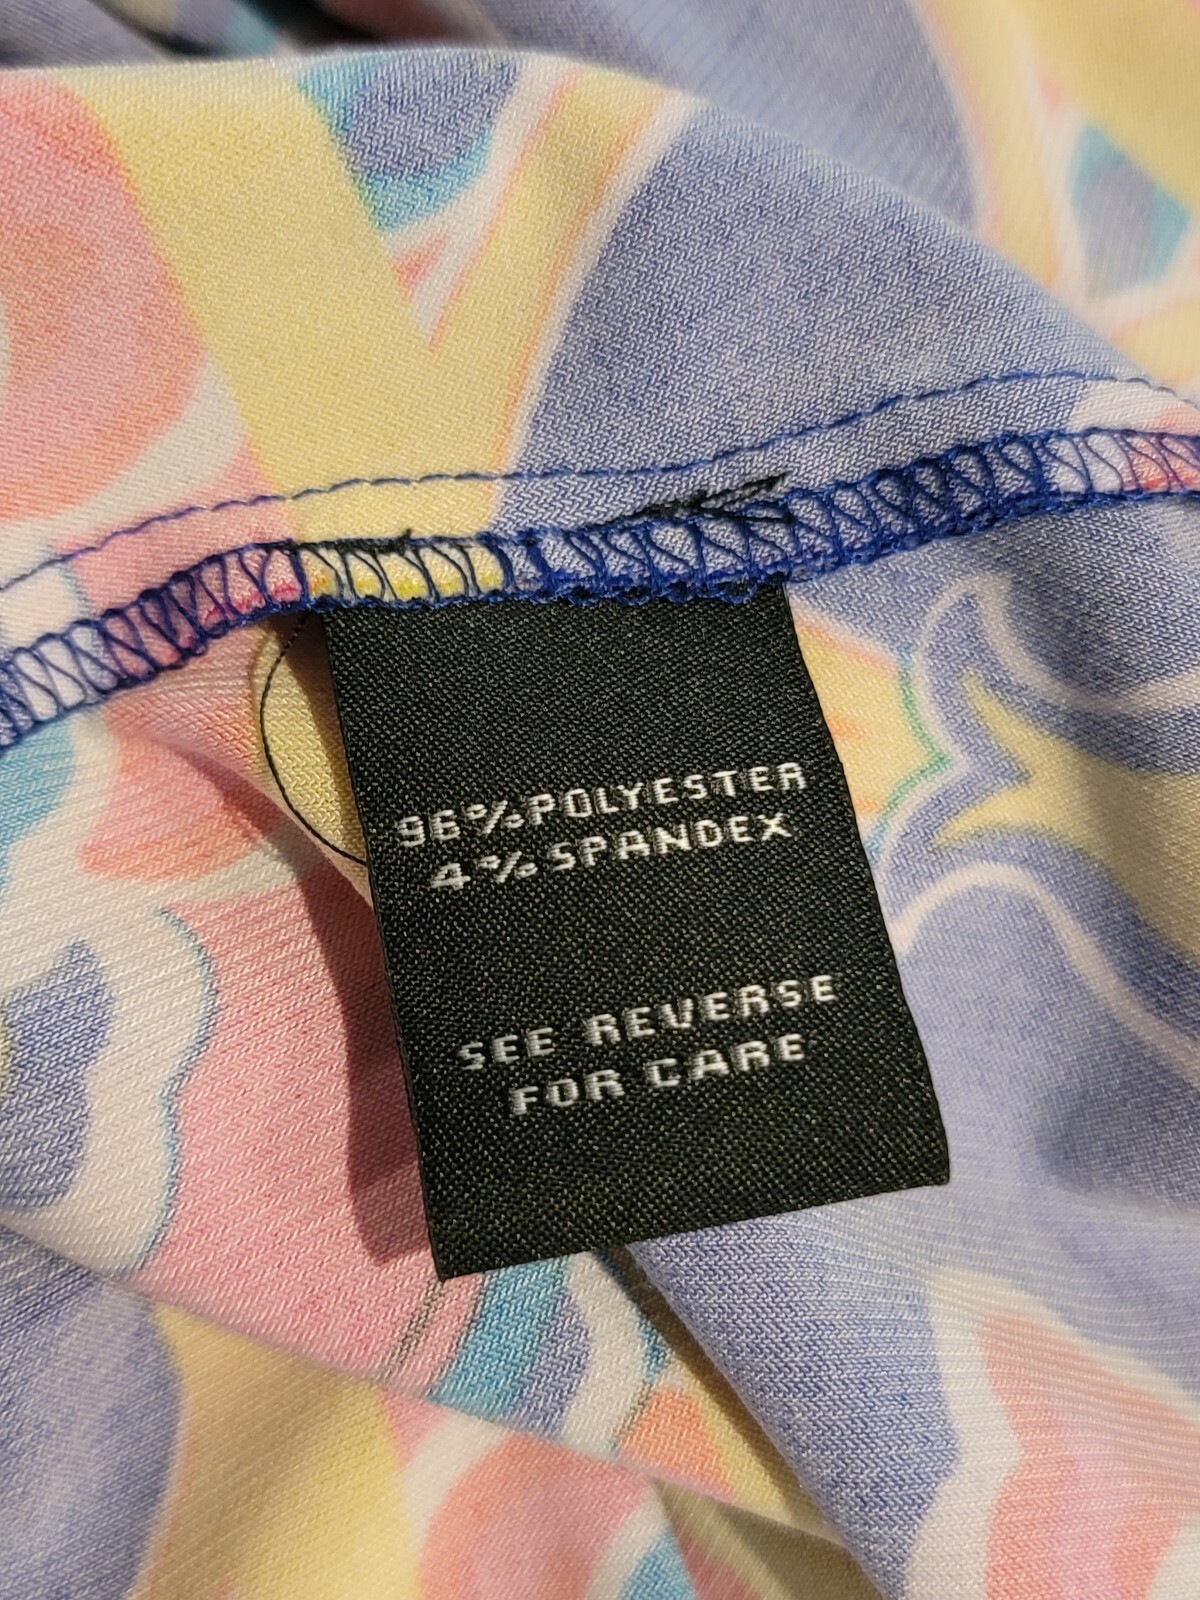 96% POLYESTER
4% SPANDEX
SEE REVERSE
FOR CARE